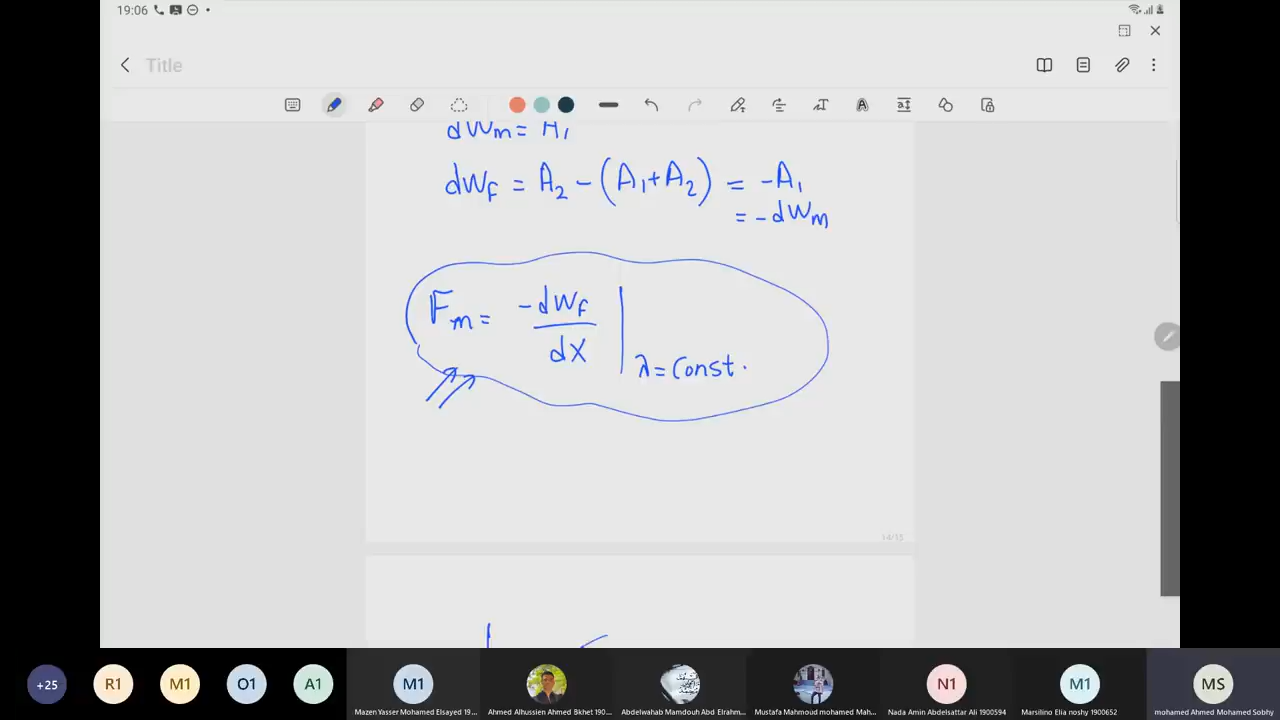 19:06
Title
dWm = A1
dWf = A2 - (A1+A2) = -A1
= -dWm
Fm = -dWf / dX | λ = Const.
14/15
+25
R1
M1
O1
A1
M1
N1
M1
MS
Mazen Yasser Mohamed Elsayed 19...
Ahmed Alhussien Ahmed Bkhet 190...
Abdelwahab Mamdouh Abd Elrahm...
Mustafa Mahmoud mohamed Mah...
Nada Amin Abdelsattar Ali 1900594
Marsilino Elia noshy 1900652
mohamed Ahmed Mohamed Sobhy